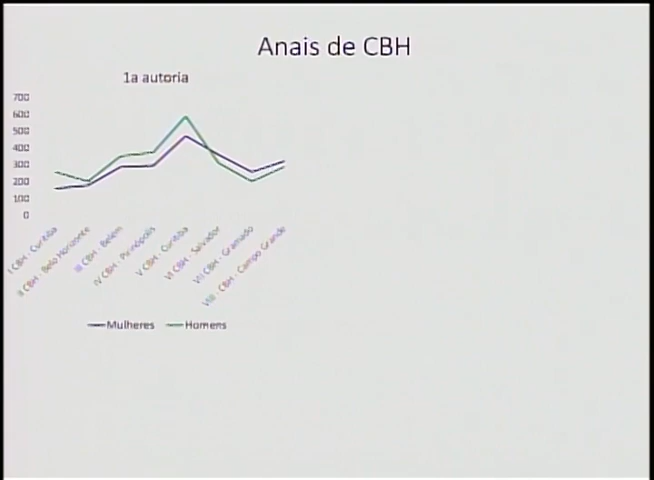 Anais de CBH
1a autoria
700
600
500
400
300
200
100
0
I CBH - Curitiba
II CBH - Belo Horizonte
III CBH - Belém
IV CBH - Pirinópolis
V CBH - Curitiba
VI CBH - Salvador
VII CBH - Gramado
VIII - CBH - Campo Grande
Mulheres
Homens